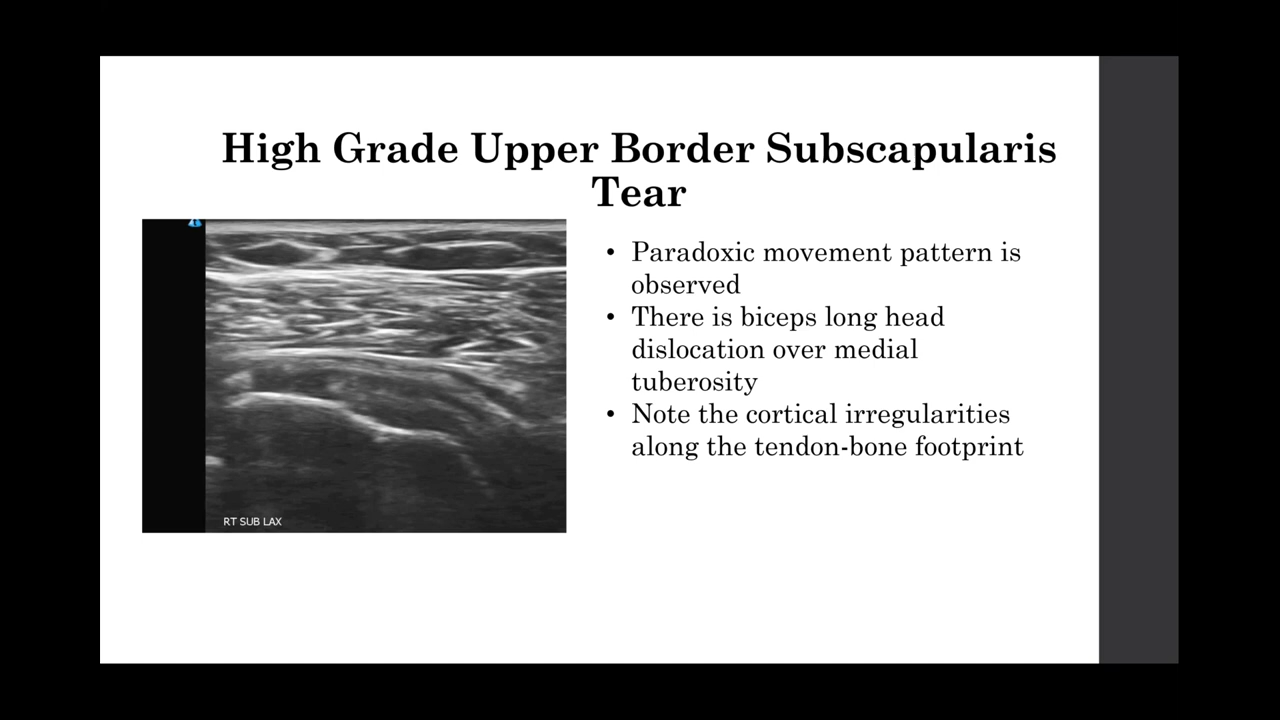 High Grade Upper Border Subscapularis
Tear
• Paradoxic movement pattern is
observed
• There is biceps long head
dislocation over medial
tuberosity
• Note the cortical irregularities
along the tendon-bone footprint
RT SUB LAX